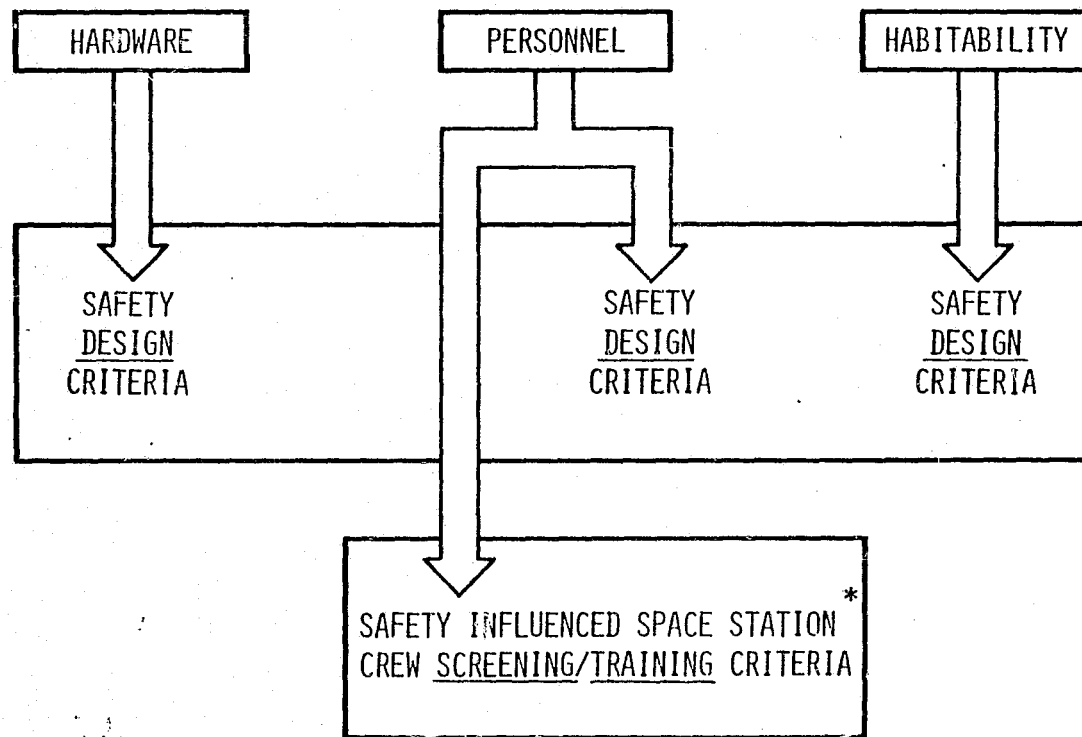 HARDWARE
PERSONNEL
HABITABILITY
SAFETY
DESIGN
CRITERIA
SAFETY
DESIGN
CRITERIA
SAFETY
DESIGN
CRITERIA
*
SAFETY INFLUENCED SPACE STATION
CREW SCREENING/TRAINING CRITERIA